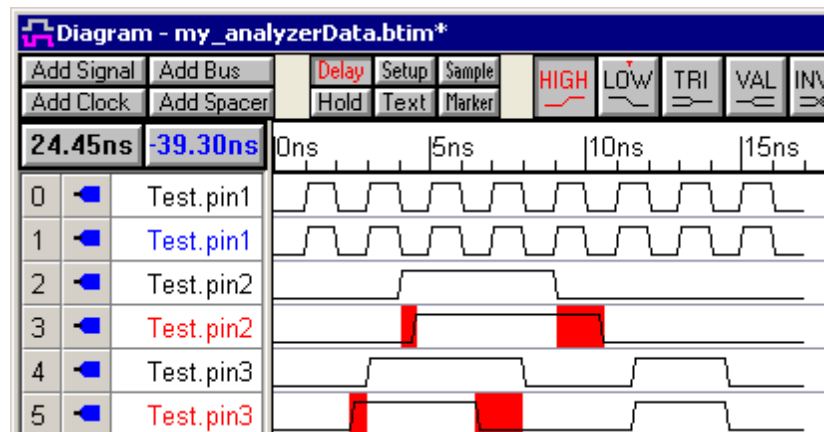 Diagram - my_analyzerData.btim*
Add Signal Add Bus Delay Setup Sample HIGH LOW TRI VAL INV
Add Clock Add Spacer Hold Text Marker
24.45ns -39.30ns 0ns 5ns 10ns 15ns
0 Test.pin1
1 Test.pin1
2 Test.pin2
3 Test.pin2
4 Test.pin3
5 Test.pin3